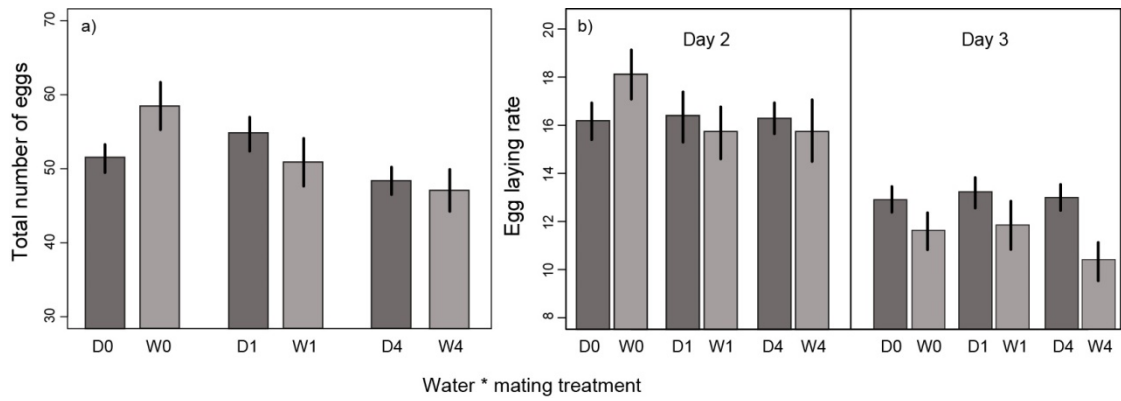 a)
Total number of eggs
70
60
50
40
30
D0 W0 D1 W1 D4 W4
b)
Day 2
Day 3
Egg laying rate
20
18
16
14
12
10
8
D0 W0 D1 W1 D4 W4
D0 W0 D1 W1 D4 W4
Water * mating treatment